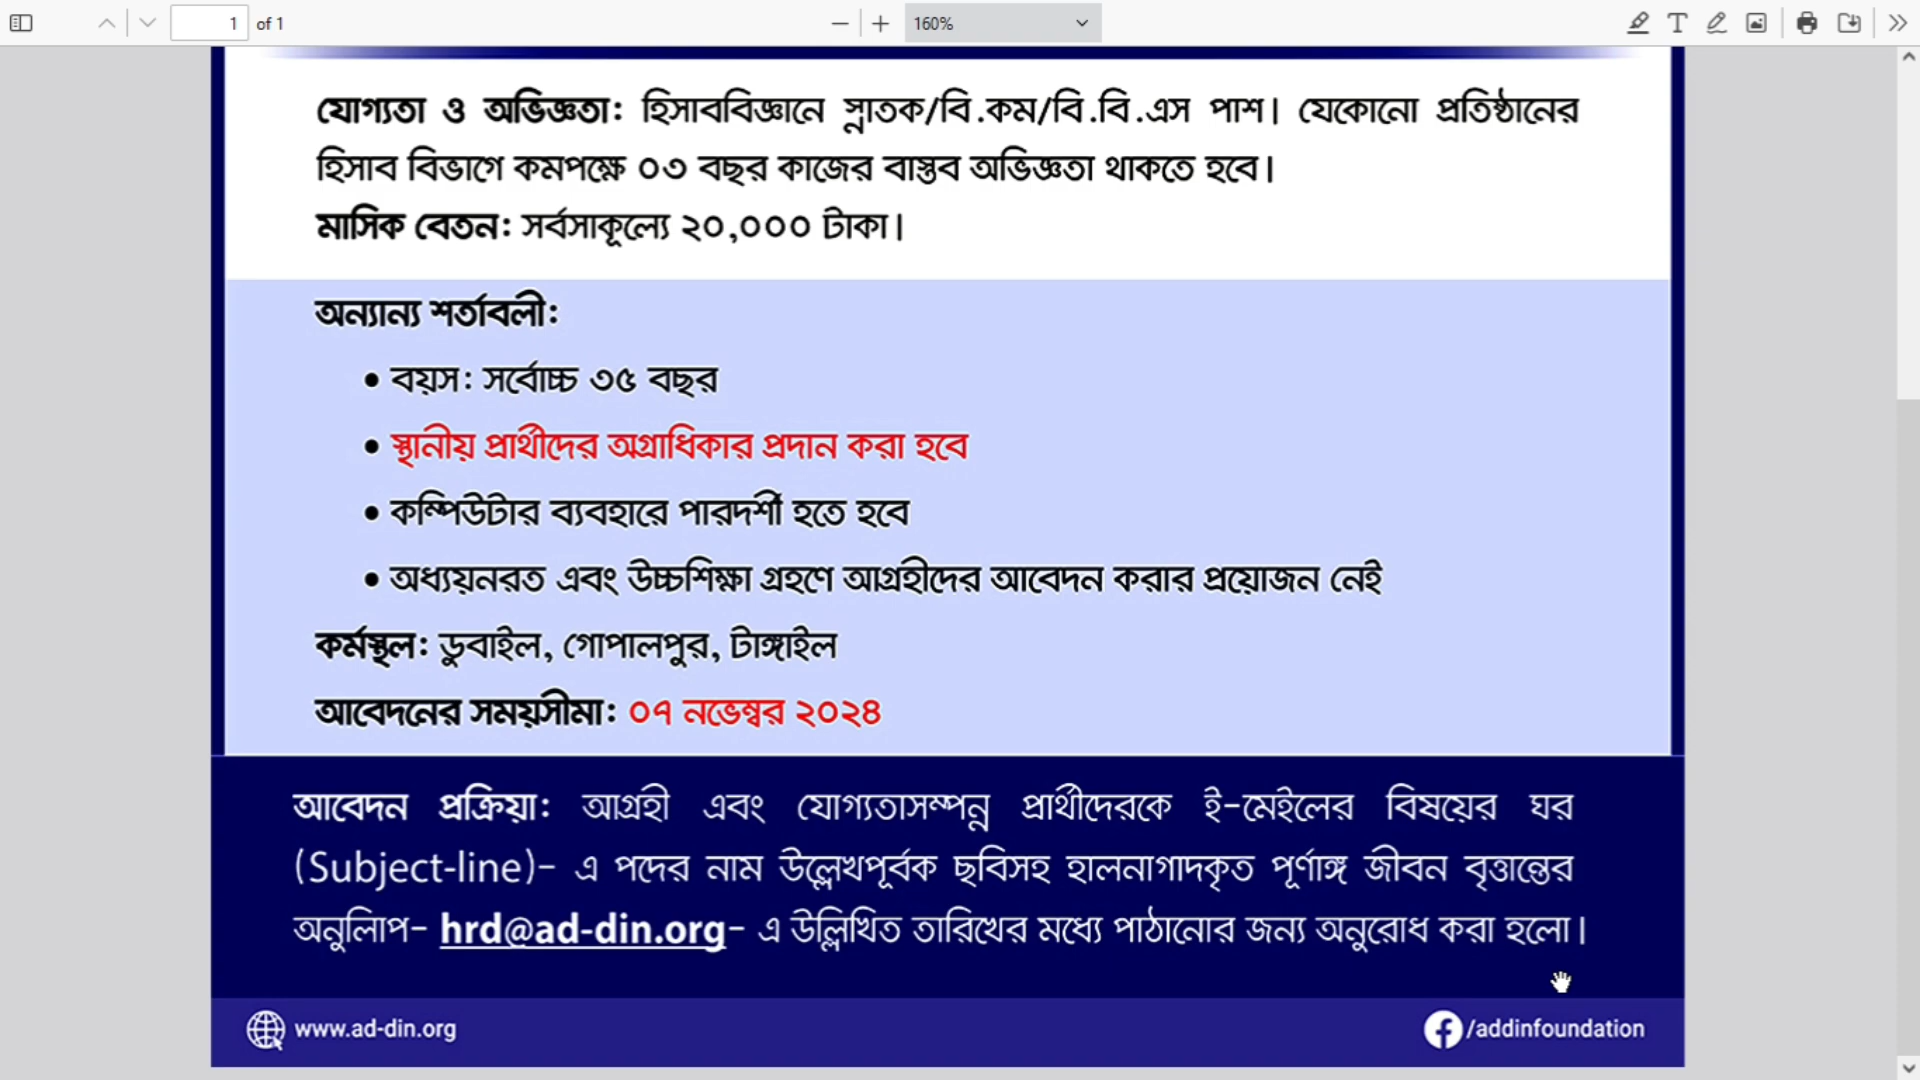 1 of 1
160%
যোগ্যতা ও অভিজ্ঞতা: হিসাববিজ্ঞানে স্নাতক/বি.কম/বি.বি.এস পাশ। যেকোনো প্রতিষ্ঠানের
হিসাব বিভাগে কমপক্ষে ০৩ বছর কাজের বাস্তব অভিজ্ঞতা থাকতে হবে।
মাসিক বেতন: সর্বসাকূল্যে ২০,০০০ টাকা।
অন্যান্য শর্তাবলী:
• বয়স: সর্বোচ্চ ৩৫ বছর
• স্থানীয় প্রার্থীদের অগ্রাধিকার প্রদান করা হবে
• কম্পিউটার ব্যবহারে পারদর্শী হতে হবে
• অধ্যয়নরত এবং উচ্চশিক্ষা গ্রহণে আগ্রহীদের আবেদন করার প্রয়োজন নেই
কর্মস্থল: ডুবাইল, গোপালপুর, টাঙ্গাইল
আবেদনের সময়সীমা: ০৭ নভেম্বর ২০২৪
আবেদন প্রক্রিয়া: আগ্রহী এবং যোগ্যতাসম্পন্ন প্রার্থীদেরকে ই-মেইলের বিষয়ের ঘর
(Subject-line)- এ পদের নাম উল্লেখপূর্বক ছবিসহ হালনাগাদকৃত পূর্ণাঙ্গ জীবন বৃত্তান্তের
অনুলিাপ- hrd@ad-din.org- এ উল্লিখিত তারিখের মধ্যে পাঠানোর জন্য অনুরোধ করা হলো।
www.ad-din.org
/addinfoundation